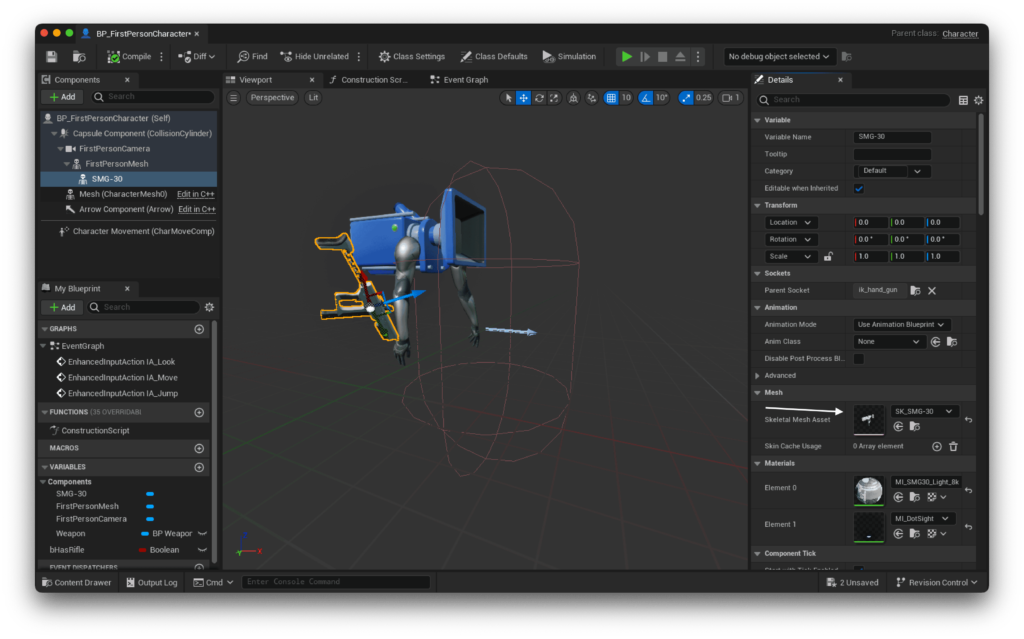 BP_FirstPersonCharacter•
Parent class: Character
Compile
Diff
Find
Hide Unrelated
Class Settings
Class Defaults
Simulation
No debug object selected
Components
Add
Search
BP_FirstPersonCharacter (Self)
Capsule Component (CollisionCylinder)
FirstPersonCamera
FirstPersonMesh
SMG-30
Mesh (CharacterMesh0) Edit in C++
Arrow Component (Arrow) Edit in C++
Character Movement (CharMoveComp)
My Blueprint
Add
Search
GRAPHS
EventGraph
EnhancedInputAction IA_Look
EnhancedInputAction IA_Move
EnhancedInputAction IA_Jump
FUNCTIONS (35 OVERRIDABl
ConstructionScript
MACROS
VARIABLES
Components
SMG-30
FirstPersonMesh
FirstPersonCamera
Weapon BP Weapor
bHasRifle Boolean
EVENT DISPATCHERS
Viewport
Construction Scr...
Event Graph
Perspective Lit
10 10° 0.25 1
X
Details
Search
Variable
Variable Name SMG-30
Tooltip
Category Default
Editable when Inherited
Transform
Location 0.0 0.0 0.0
Rotation 0.0° 0.0° 0.0°
Scale 1.0 1.0 1.0
Sockets
Parent Socket ik_hand_gun
Animation
Animation Mode Use Animation Blueprint
Anim Class None
Disable Post Process Bl...
Advanced
Mesh
Skeletal Mesh Asset SK_SMG-30
Skin Cache Usage 0 Array element
Materials
Element 0 MI_SMG30_Light_Bk
Element 1 MI_DotSight
Component Tick
Start with Tick Enabled
Content Drawer
Output Log
Cmd
Enter Console Command
2 Unsaved
Revision Control